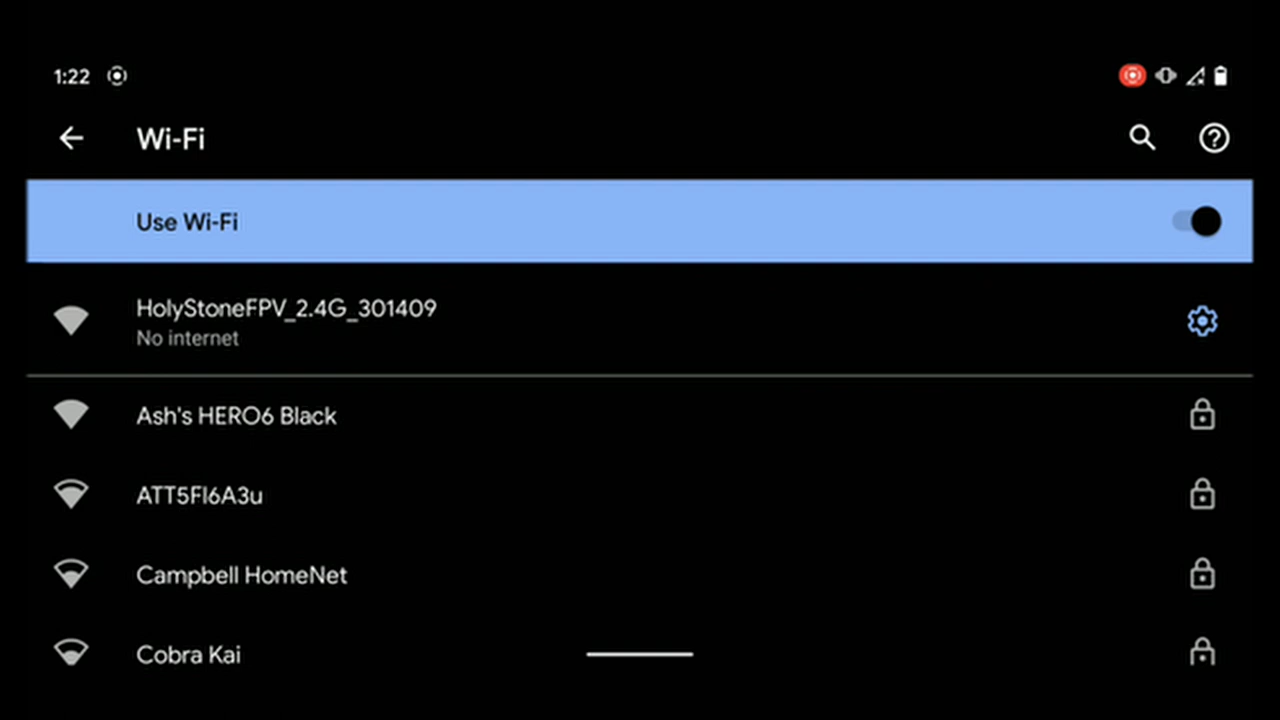 1:22
Wi-Fi
Use Wi-Fi
HolyStoneFPV_2.4G_301409
No internet
Ash's HERO6 Black
ATT5FI6A3u
Campbell HomeNet
Cobra Kai